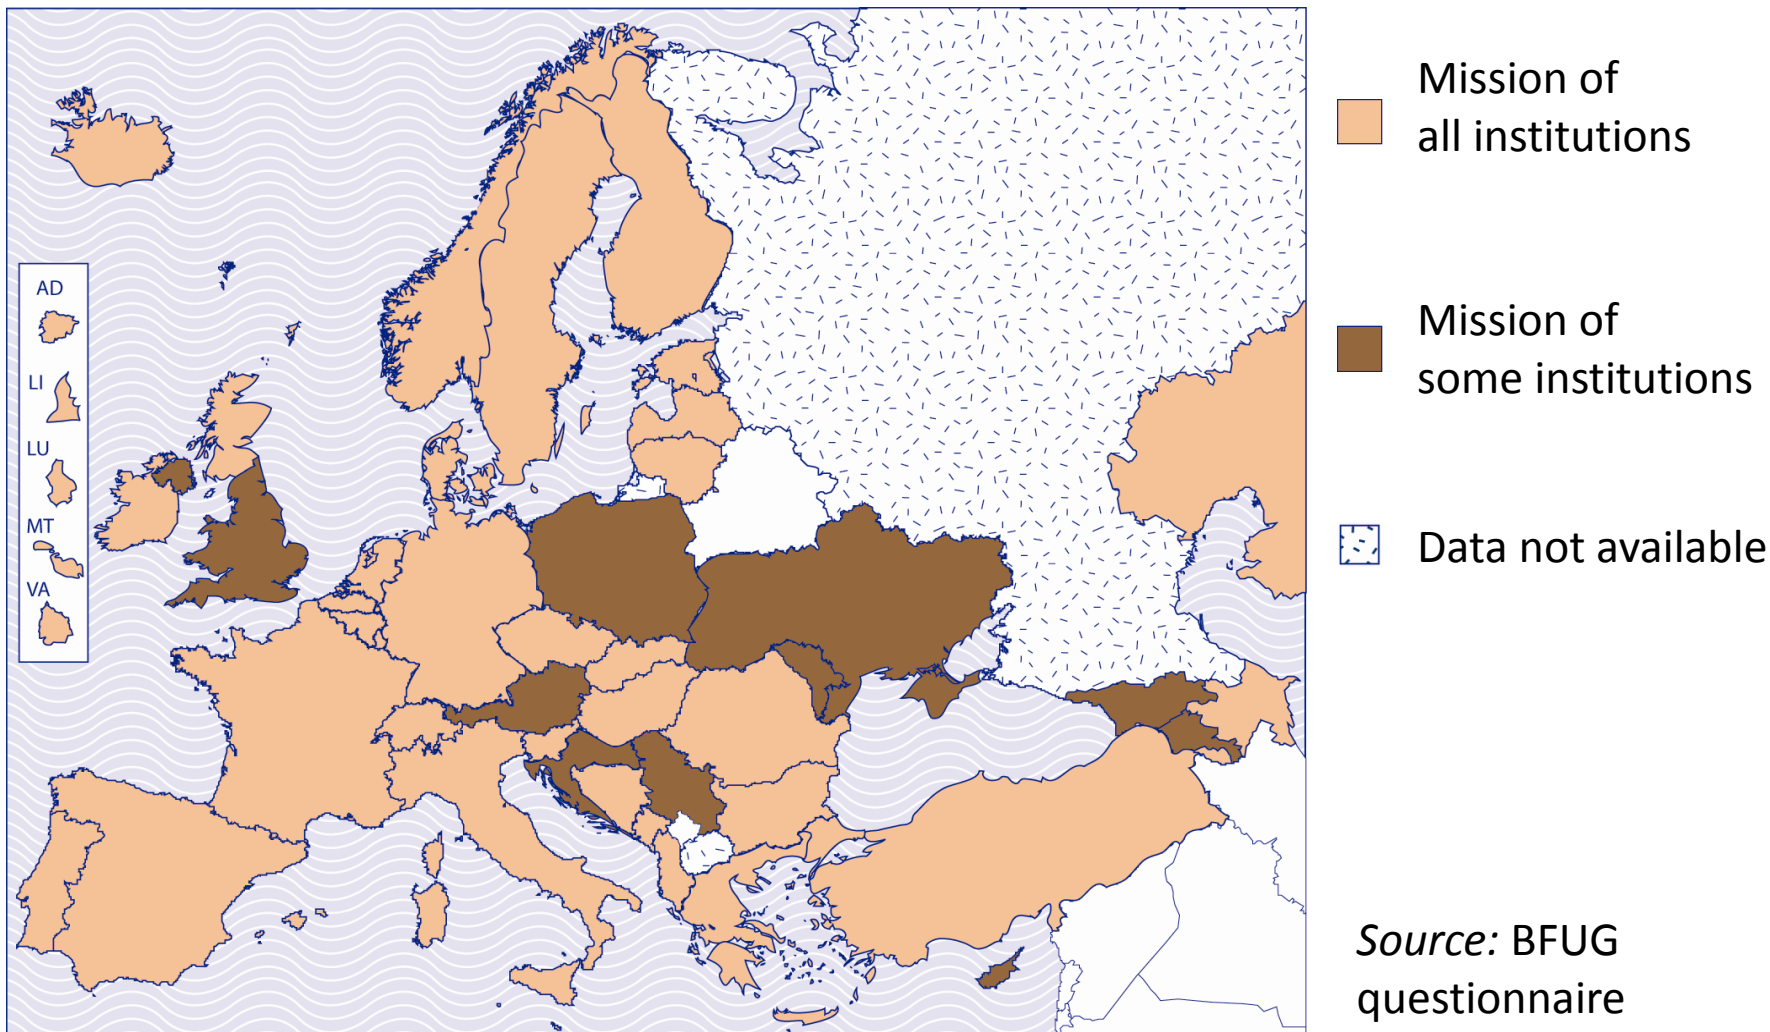 AD
LI
LU
MT
VA
Mission of
all institutions
Mission of
some institutions
Data not available
Source: BFUG
questionnaire